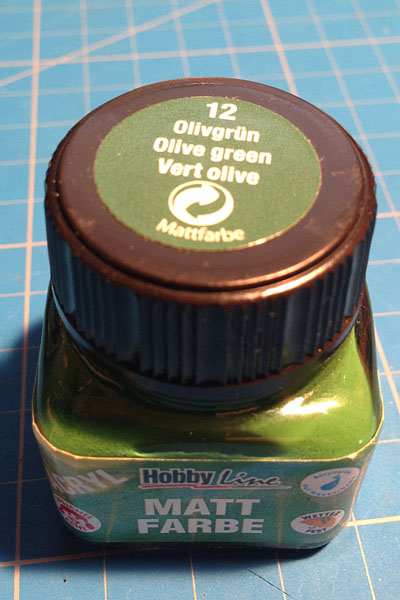 12
Olivgrün
Olive green
Vert olive
Mattfarbe
Hobby Line
MATT
FARBE